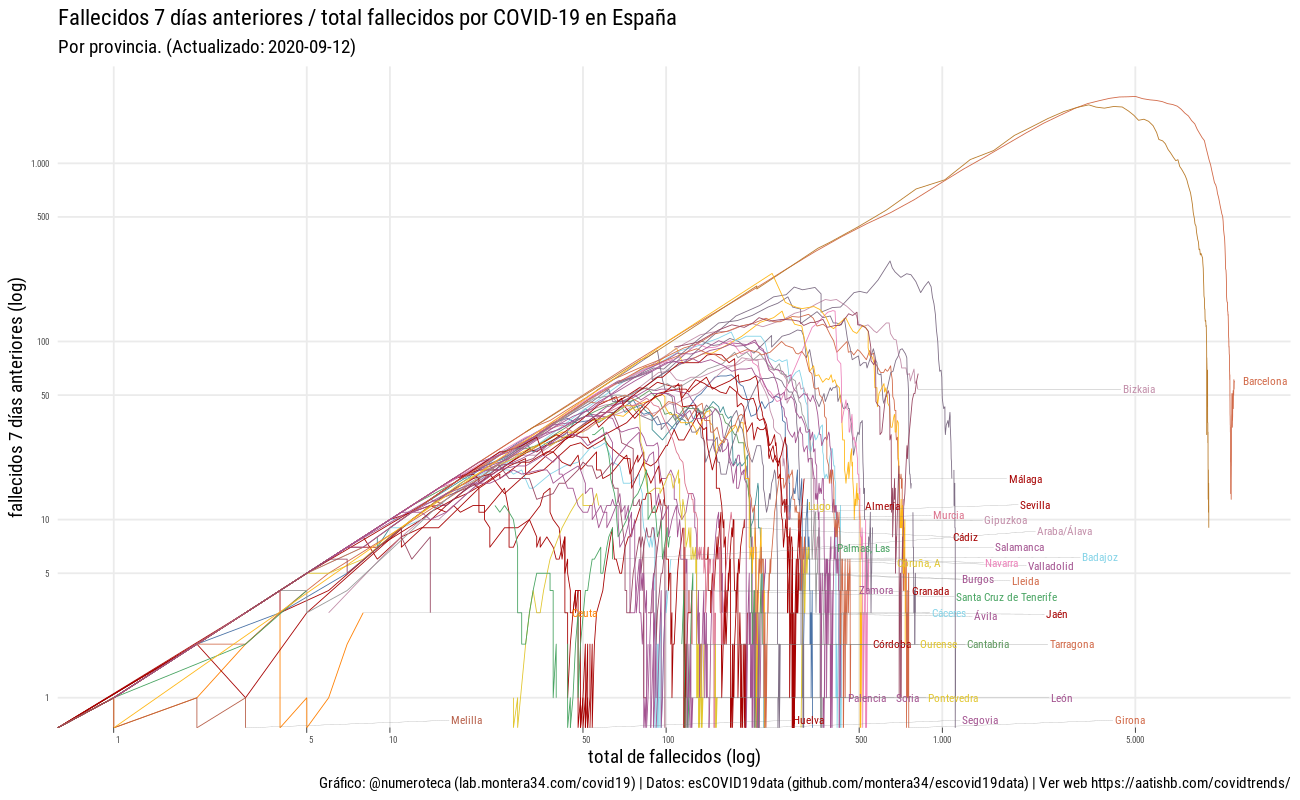 Fallecidos 7 días anteriores / total fallecidos por COVID-19 en España
Por provincia. (Actualizado: 2020-09-12)
fallecidos 7 días anteriores (log)
1.000
500
100
50
10
5
1
Bizkaia
Barcelona
Málaga
Lugo
Almería
Sevilla
Murcia
Gipuzkoa
Araba/Álava
Cádiz
Palmas, Las
Salamanca
Badajoz
Coruña, A
Navarra
Valladolid
Burgos
Lleida
Zamora
Granada
Santa Cruz de Tenerife
Ceuta
Cáceres
Ávila
Jaén
Córdoba
Ourense
Cantabria
Tarragona
Palencia
Soria
Pontevedra
León
Melilla
Huelva
Segovia
Girona
1
5
10
50
100
500
1.000
5.000
total de fallecidos (log)
Gráfico: @numeroteca (lab.montera34.com/covid19) | Datos: esCOVID19data (github.com/montera34/escovid19data) | Ver web https://aatishb.com/covidtrends/